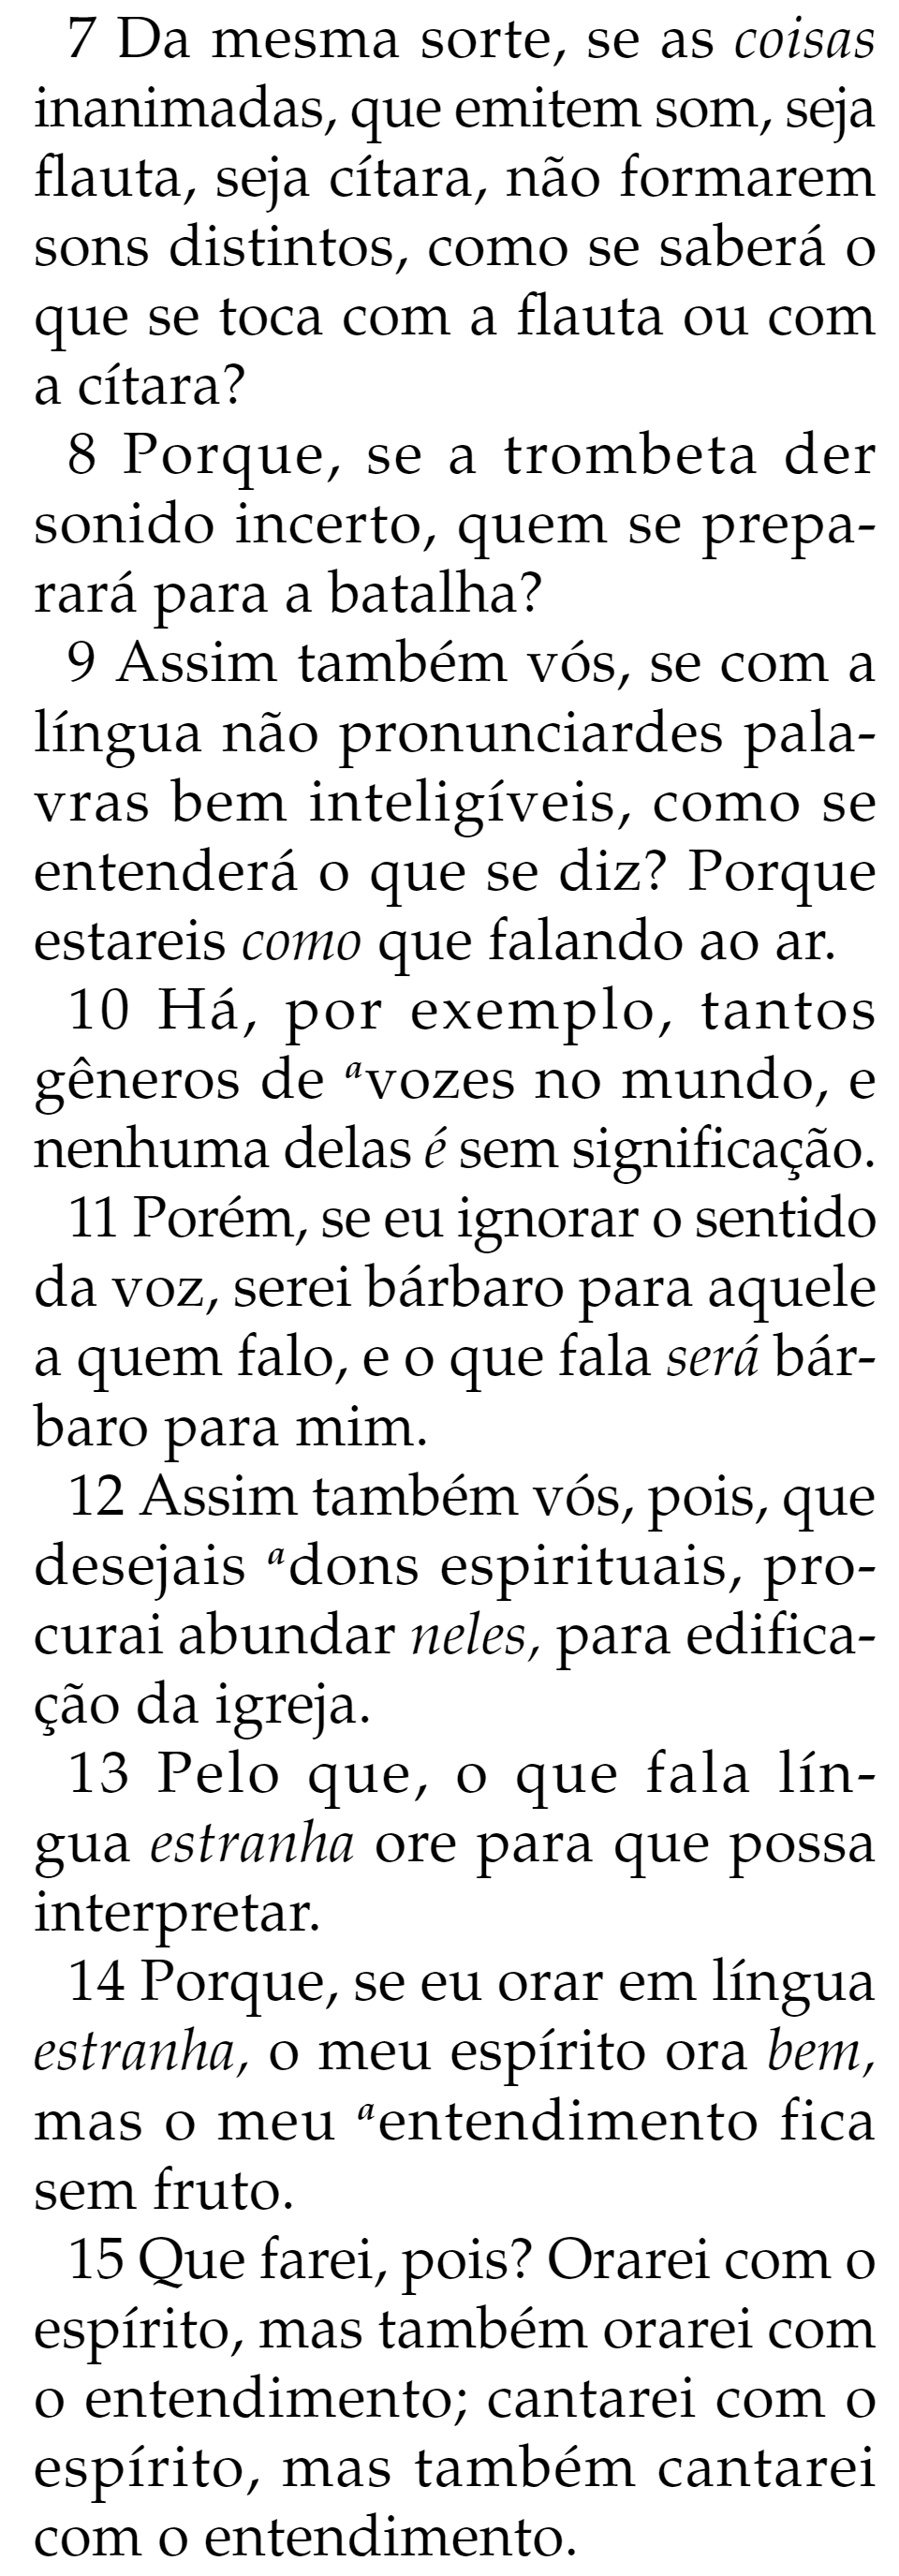 7 Da mesma sorte, se as coisas
inanimadas, que emitem som, seja
flauta, seja cítara, não formarem
sons distintos, como se saberá o
que se toca com a flauta ou com
a cítara?
8 Porque, se a trombeta der
sonido incerto, quem se prepa-
rará para a batalha?
9 Assim também vós, se com a
língua não pronunciardes pala-
vras bem inteligíveis, como se
entenderá o que se diz? Porque
estareis como que falando ao ar.
10 Há, por exemplo, tantos
gêneros de ᵃvozes no mundo, e
nenhuma delas é sem significação.
11 Porém, se eu ignorar o sentido
da voz, serei bárbaro para aquele
a quem falo, e o que fala será bár-
baro para mim.
12 Assim também vós, pois, que
desejais ᵃdons espirituais, pro-
curai abundar neles, para edifica-
ção da igreja.
13 Pelo que, o que fala lín-
gua estranha ore para que possa
interpretar.
14 Porque, se eu orar em língua
estranha, o meu espírito ora bem,
mas o meu ᵃentendimento fica
sem fruto.
15 Que farei, pois? Orarei com o
espírito, mas também orarei com
o entendimento; cantarei com o
espírito, mas também cantarei
com o entendimento.